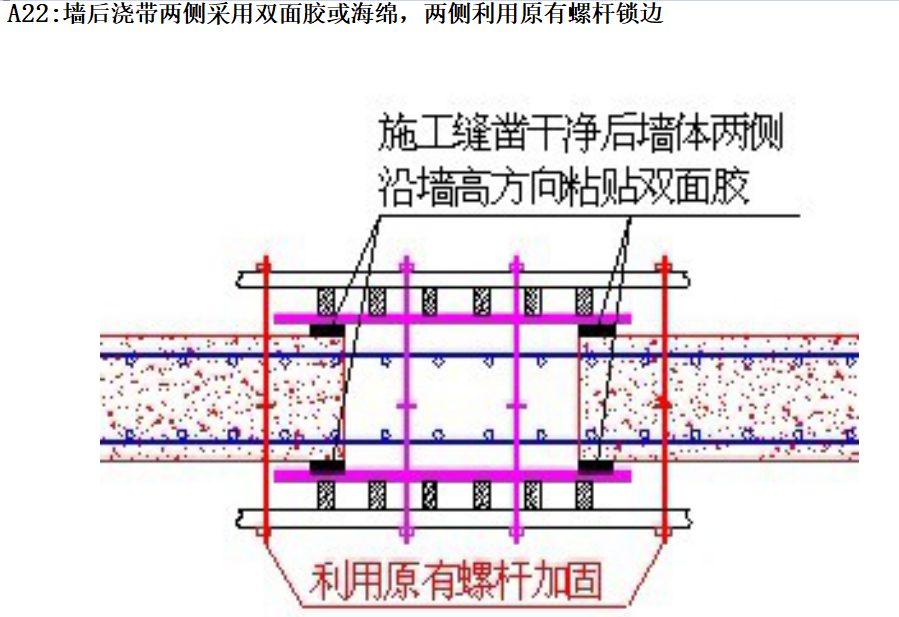 A22:墙后浇带两侧采用双面胶或海绵，两侧利用原有螺杆锁边
施工缝凿干净后墙体两侧
沿墙高方向粘贴双面胶
利用原有螺杆加固